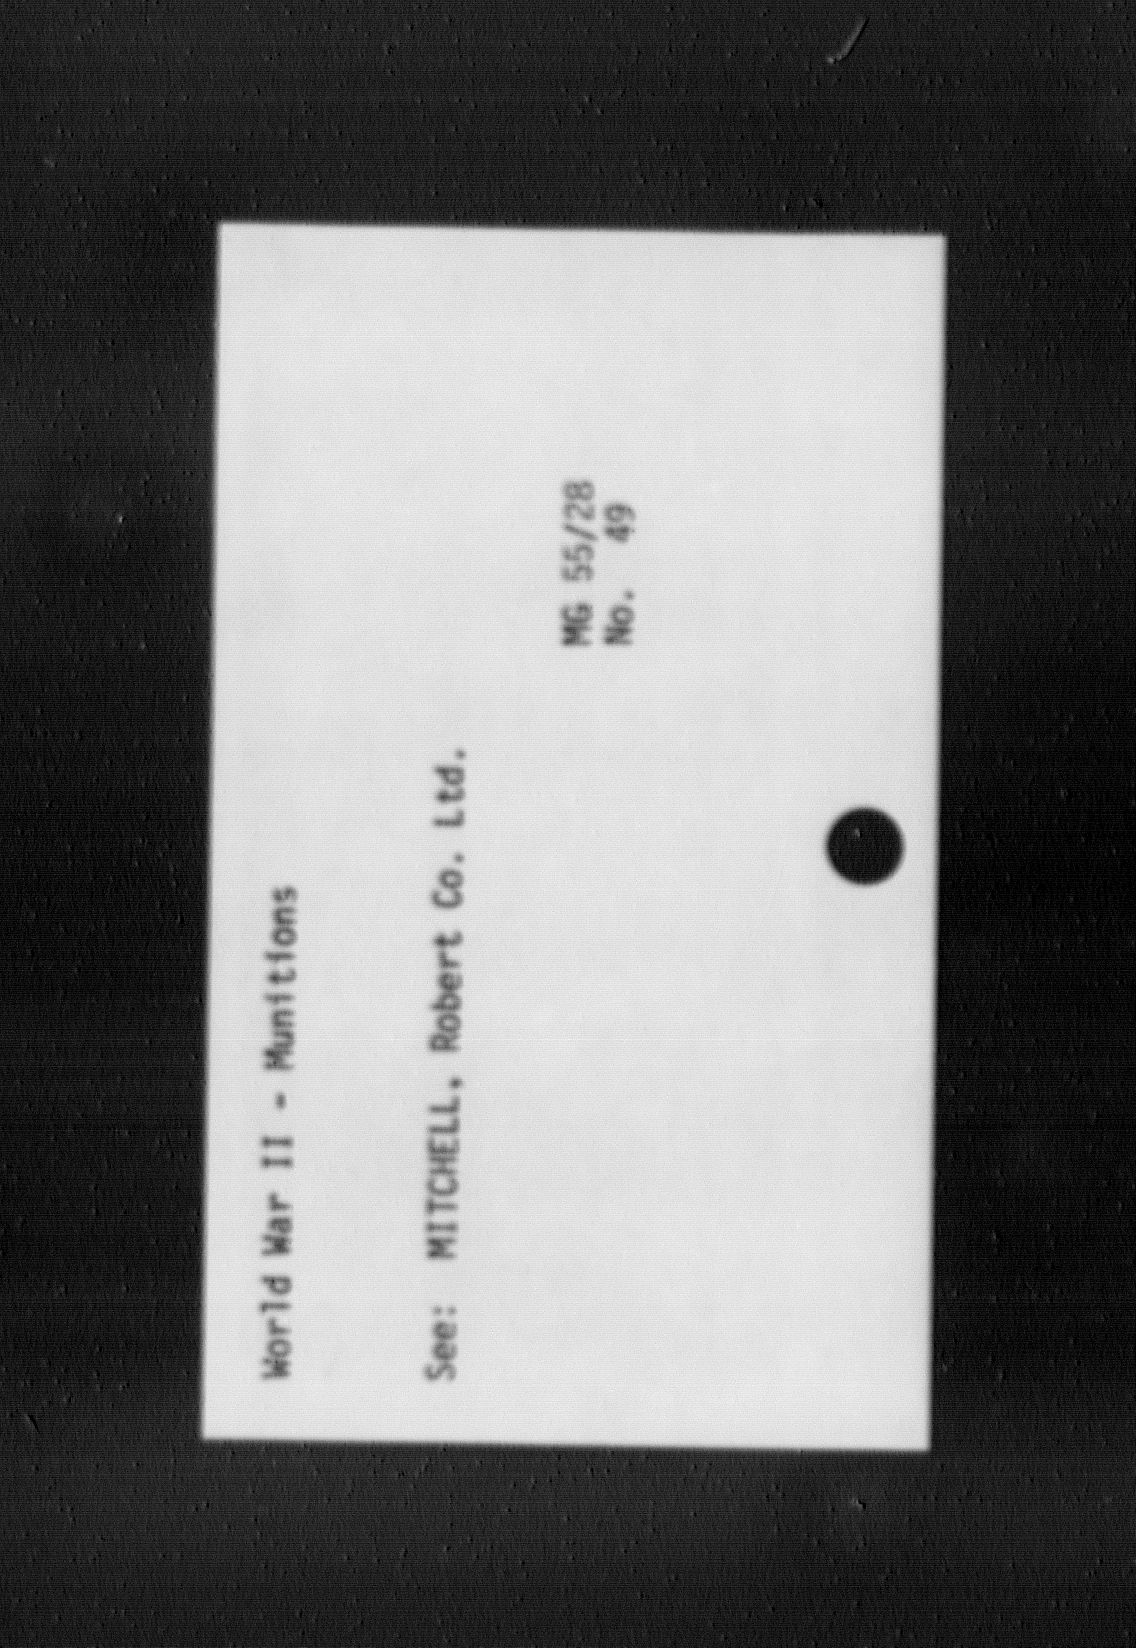 World War II - Munitions
See: MITCHELL, Robert Co. Ltd.
MG 55/28
No. 49